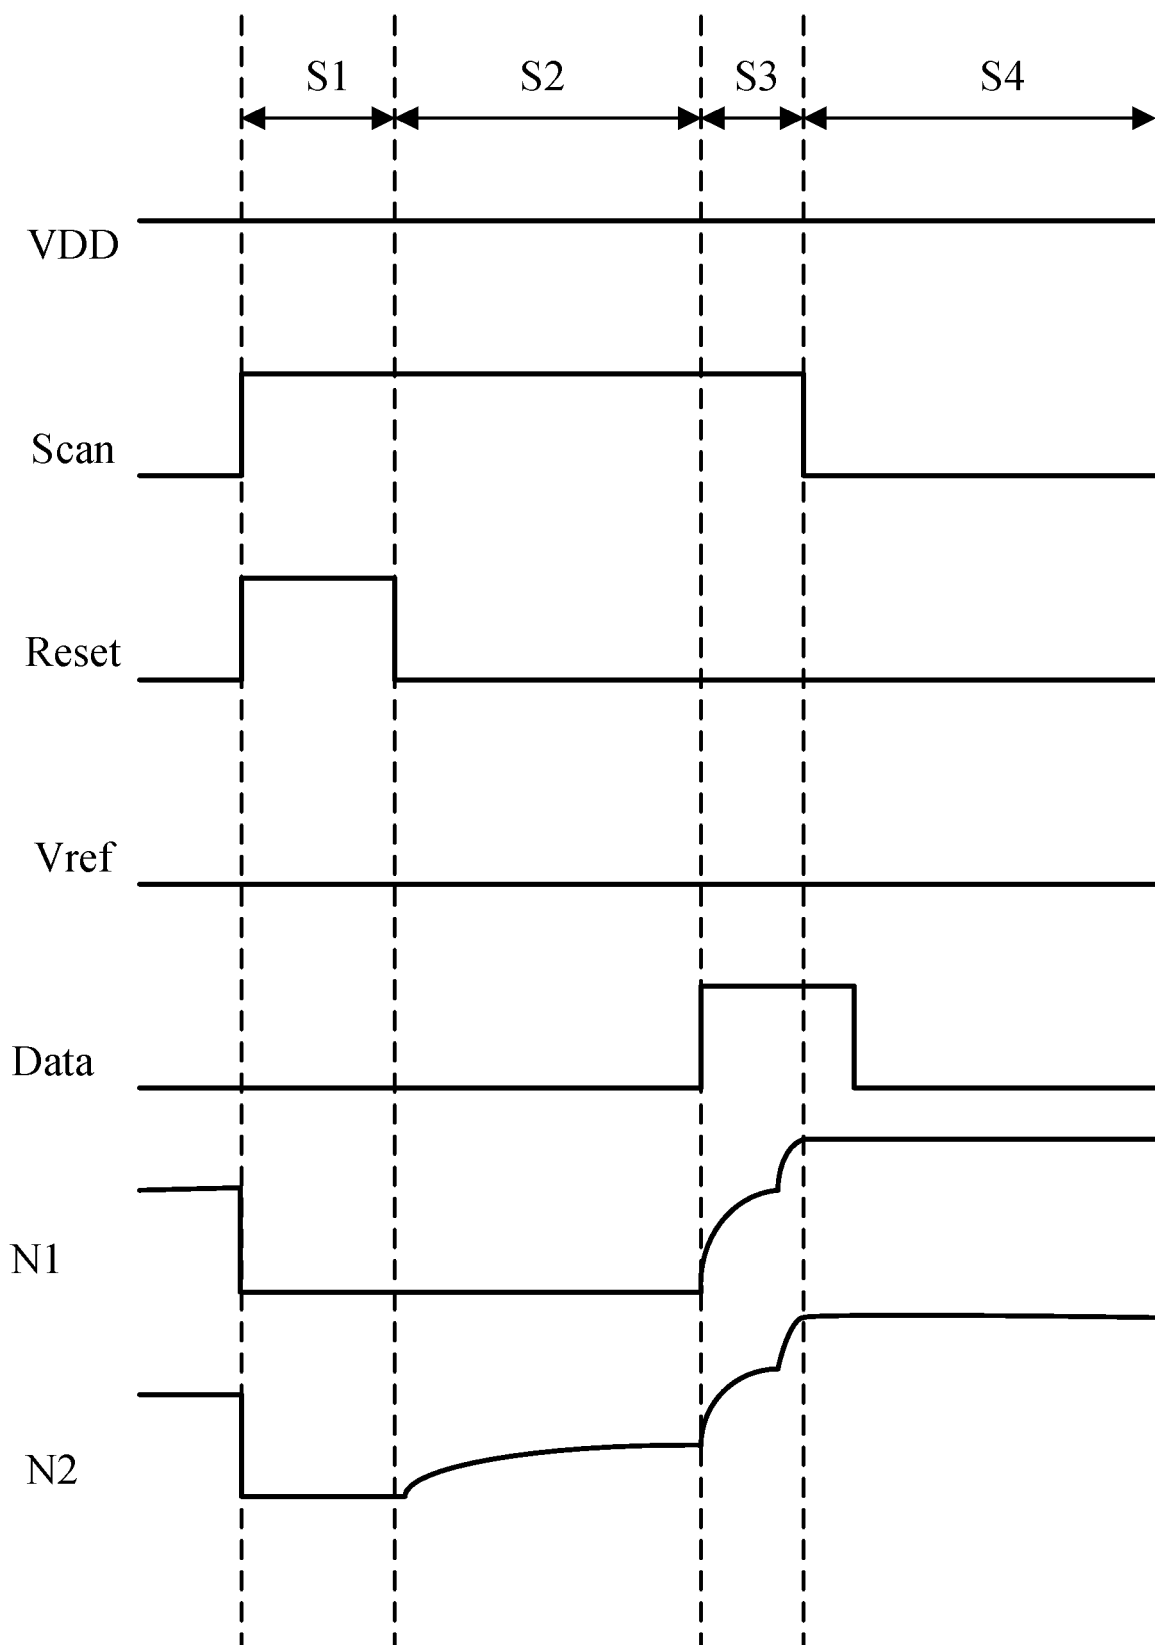 S1 S2 S3 S4
VDD
Scan
Reset
Vref
Data
N1
N2